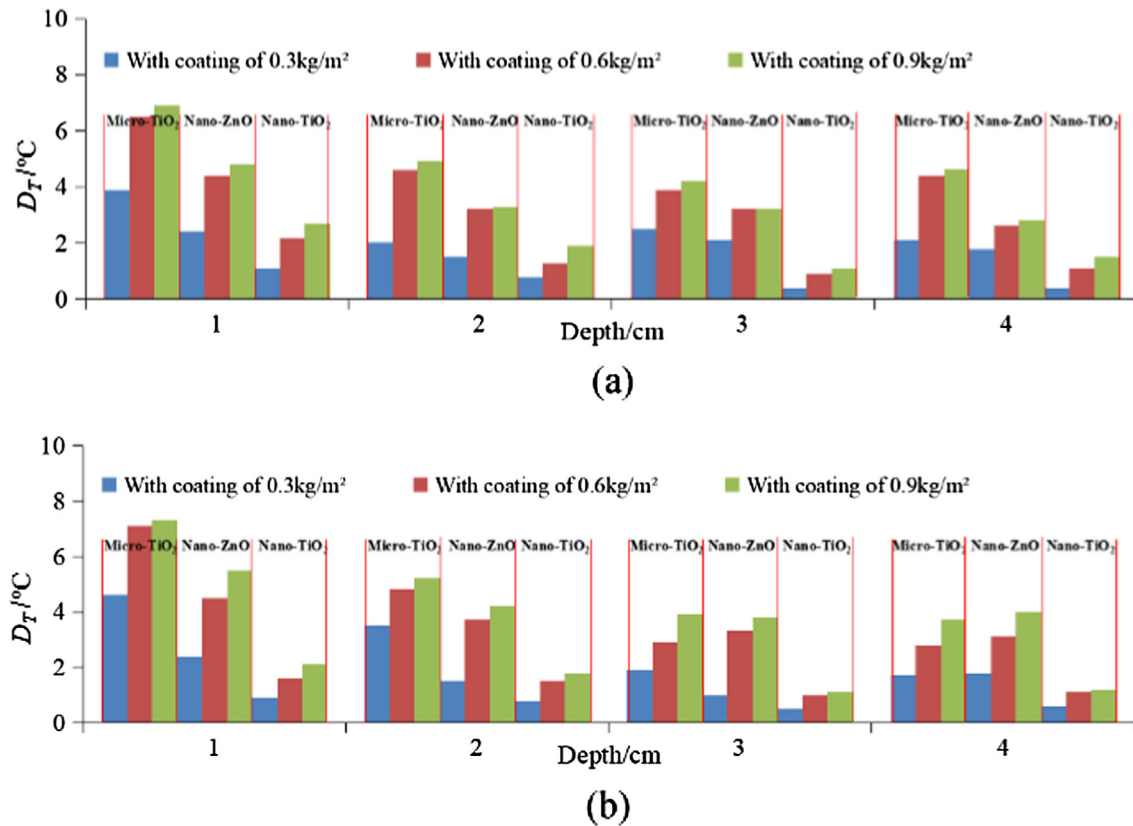 (a)
10
With coating of 0.3kg/m² With coating of 0.6kg/m² With coating of 0.9kg/m²
8
Micro-TiO₂ Nano-ZnO Nano-TiO₂ Micro-TiO₂ Nano-ZnO Nano-TiO₂ Micro-TiO₂ Nano-ZnO Nano-TiO₂ Micro-TiO₂ Nano-ZnO Nano-TiO₂
6
D_T/°C
4
2
0
1 2 3 4
Depth/cm
(a)
10
With coating of 0.3kg/m² With coating of 0.6kg/m² With coating of 0.9kg/m²
8
Micro-TiO₂ Nano-ZnO Nano-TiO₂ Micro-TiO₂ Nano-ZnO Nano-TiO₂ Micro-TiO₂ Nano-ZnO Nano-TiO₂ Micro-TiO₂ Nano-ZnO Nano-TiO₂
6
D_T/°C
4
2
0
1 2 3 4
Depth/cm
(b)